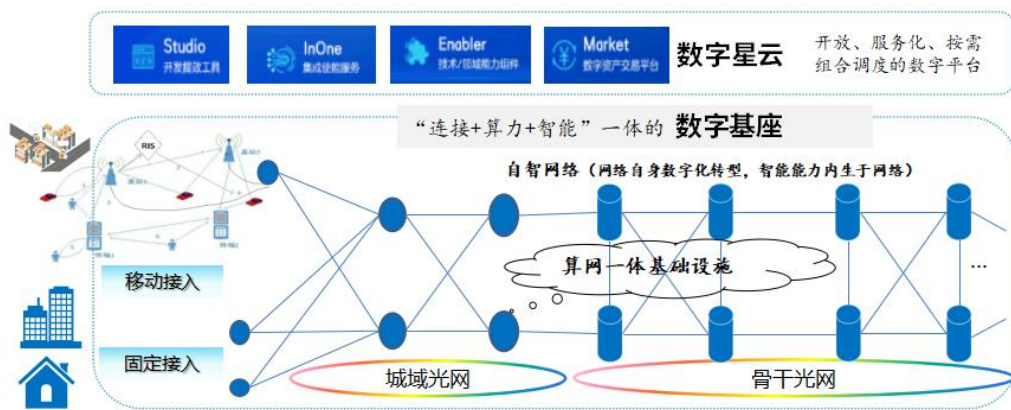 Studio
开发提效工具
InOne
集成使能服务
Enabler
技术/领域能力组件
Market
数字资产交易平台
数字星云
开放、服务化、按需
组合调度的数字平台
“连接+算力+智能”一体的 数字基座
自智网络（网络自身数字化转型，智能能力内生于网络）
RIS
算网一体基础设施
...
移动接入
固定接入
城域光网
骨干光网